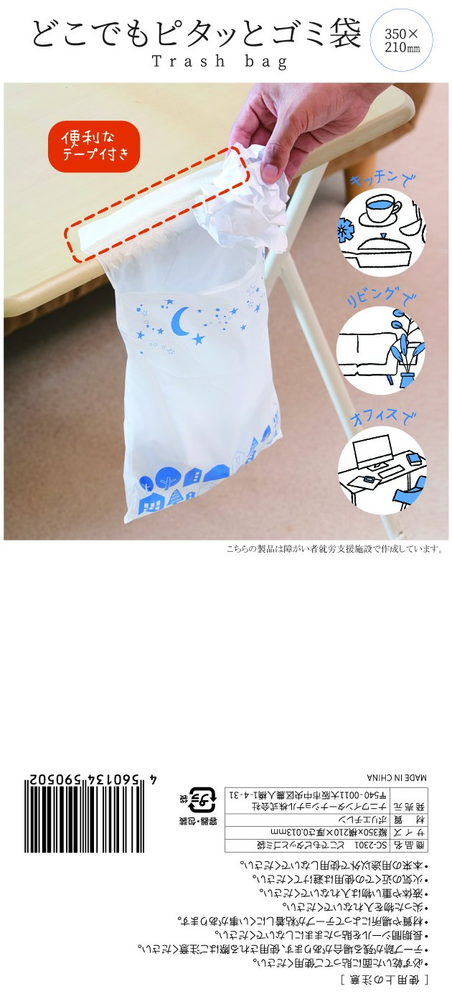 どこでもピタッとゴミ袋
350×
210mm
Trash bag
便利な
テープ付き
キッチンで
リビングで
オフィスで
こちらの製品は障がい者就労支援施設で作成しています。
[ 使用上の注意 ]
•必ず乾いた面に貼ってご使用ください。
•テープ跡が残る場合があります、使用される際はご注意ください。
•長期間シールを貼ったままにしないでください。
•材質や場所によってテープが粘着しにくい事があります。
•尖った物を入れないでください。
•液体や重い物は入れないでください。
•火気の近くでの使用は避けてください。
•本来の用途以外で使用しないでください。
商品名 SC-2301 どこでもピタッとゴミ袋
サイズ 縦350×横210×厚さ0.013mm
材 質 ポリエチレン
発売元 ナニワインターナショナル株式会社
〒540-0011大阪市中央区農人橋1-4-31
MADE IN CHINA
容器・包装
プラ
袋
4 560134 590502